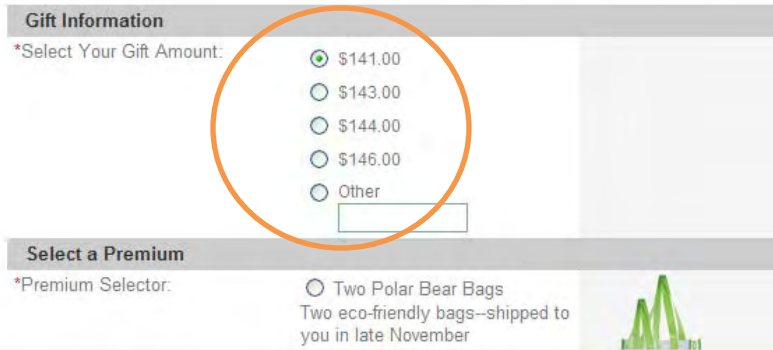 Gift Information
*Select Your Gift Amount:
$141.00
$143.00
$144.00
$146.00
Other
Select a Premium
*Premium Selector:
Two Polar Bear Bags
Two eco-friendly bags--shipped to
you in late November